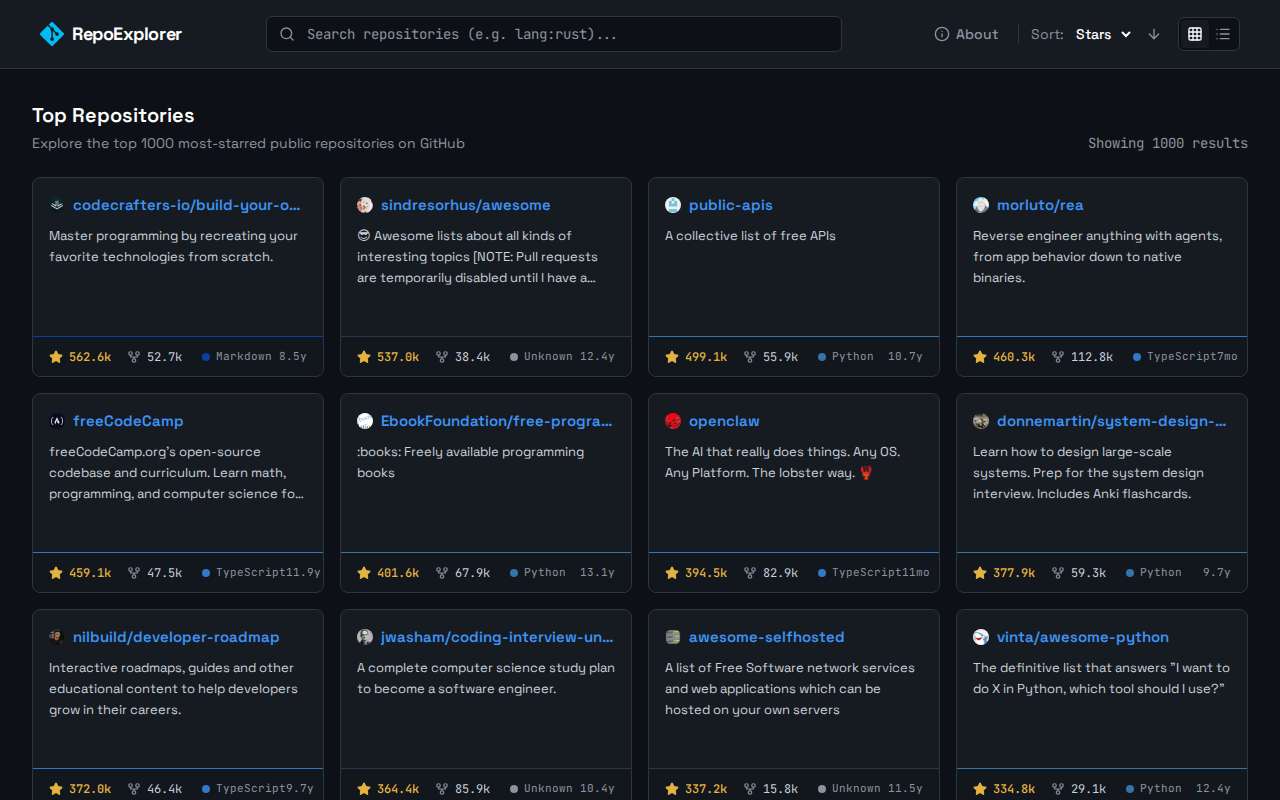 RepoExplorer
Search repositories (e.g. lang:rust)...
About
Sort: Stars
Top Repositories
Explore the top 1000 most-starred public repositories on GitHub
Showing 1000 results
codecrafters-io/build-your-o...
Master programming by recreating your
favorite technologies from scratch.
562.6k 52.7k Markdown 8.5y
sindresorhus/awesome
😎 Awesome lists about all kinds of
interesting topics [NOTE: Pull requests
are temporarily disabled until I have a...
537.0k 38.4k Unknown 12.4y
public-apis
A collective list of free APIs
499.1k 55.9k Python 10.7y
morluto/rea
Reverse engineer anything with agents,
from app behavior down to native
binaries.
460.3k 112.8k TypeScript 7mo
freeCodeCamp
freeCodeCamp.org's open-source
codebase and curriculum. Learn math,
programming, and computer science fo...
459.1k 47.5k TypeScript 11.9y
EbookFoundation/free-progra...
:books: Freely available programming
books
401.6k 67.9k Python 13.1y
openclaw
The AI that really does things. Any OS.
Any Platform. The lobster way. 🦞
394.5k 82.9k TypeScript 11mo
donnemartin/system-design-...
Learn how to design large-scale
systems. Prep for the system design
interview. Includes Anki flashcards.
377.9k 59.3k Python 9.7y
nilbuild/developer-roadmap
Interactive roadmaps, guides and other
educational content to help developers
grow in their careers.
372.0k 46.4k TypeScript 9.7y
jwasham/coding-interview-un...
A complete computer science study plan
to become a software engineer.
364.4k 85.9k Unknown 10.4y
awesome-selfhosted
A list of Free Software network services
and web applications which can be
hosted on your own servers
337.2k 15.8k Unknown 11.5y
vinta/awesome-python
The definitive list that answers "I want to
do X in Python, which tool should I use?"
334.8k 29.1k Python 12.4y